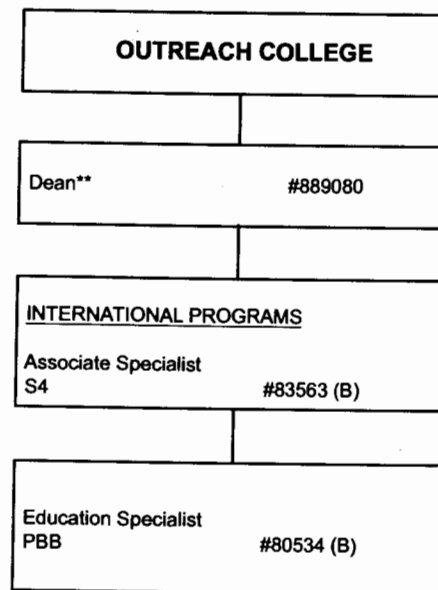 OUTREACH COLLEGE
Dean** #889080
INTERNATIONAL PROGRAMS
Associate Specialist
S4 #83563 (B)
Education Specialist
PBB #80534 (B)